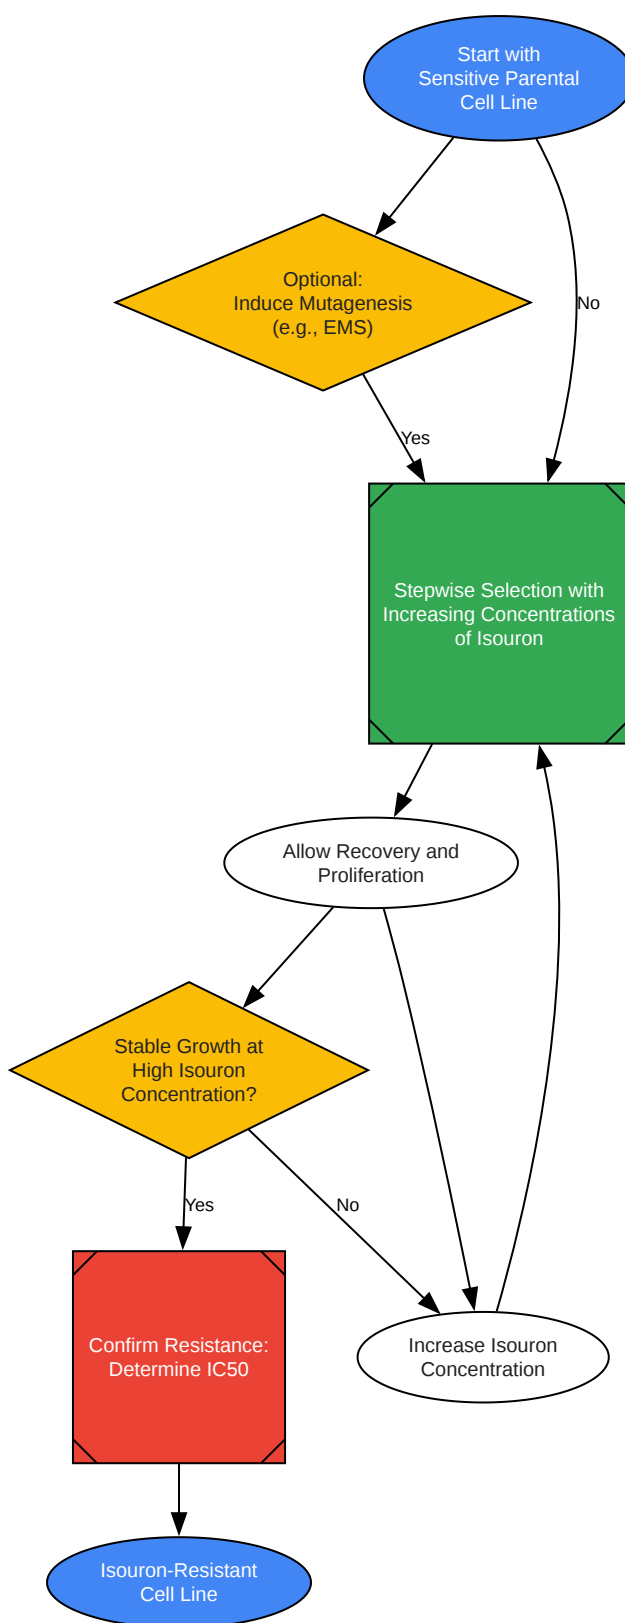 Start with
Sensitive Parental
Cell Line
Optional:
Induce Mutagenesis
(e.g., EMS)
No
Yes
Stepwise Selection with
Increasing Concentrations
of Isouron
Allow Recovery and
Proliferation
Stable Growth at
High Isouron
Concentration?
Yes
No
Confirm Resistance:
Determine IC50
Increase Isouron
Concentration
Isouron-Resistant
Cell Line